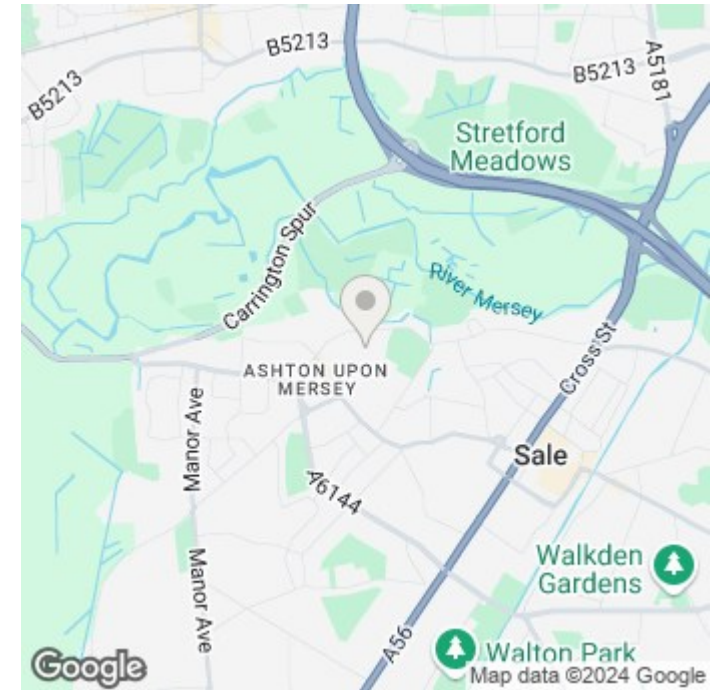 B5213
B5213
B5213
A5181
Stretford
Meadows
Carrington Spur
River Mersey
ASHTON UPON
MERSEY
Cross St
Manor Ave
Sale
A6144
Manor Ave
Walkden
Gardens
A56
Walton Park
Google
Map data ©2024 Google